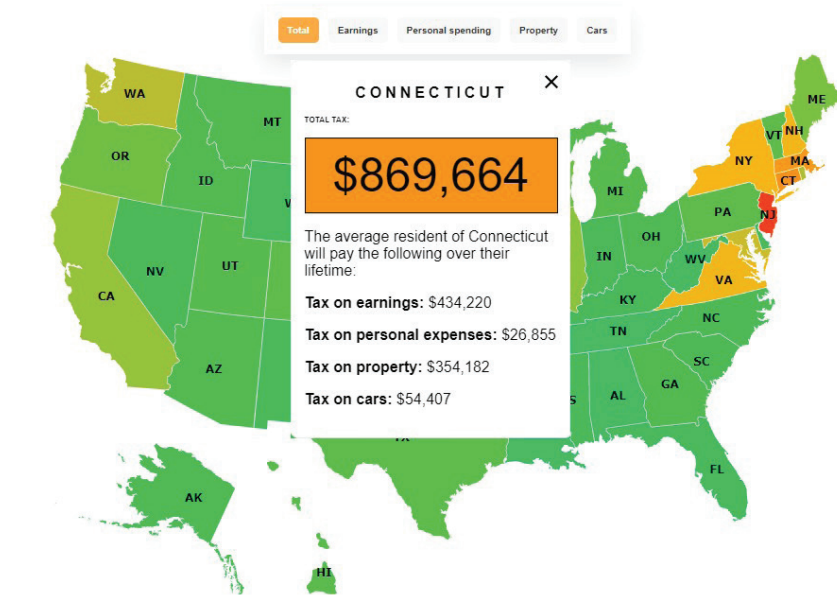 Total Earnings Personal spending Property Cars
CONNECTICUT
TOTAL TAX:
$869,664
The average resident of Connecticut
will pay the following over their
lifetime:
Tax on earnings: $434,220
Tax on personal expenses: $26,855
Tax on property: $354,182
Tax on cars: $54,407
WA
MT
ME
OR
ID
VT
NH
NY
MA
CT
MI
PA
NJ
OH
IN
NV
UT
WV
VA
CA
KY
NC
TN
AZ
SC
GA
AL
FL
AK
HI